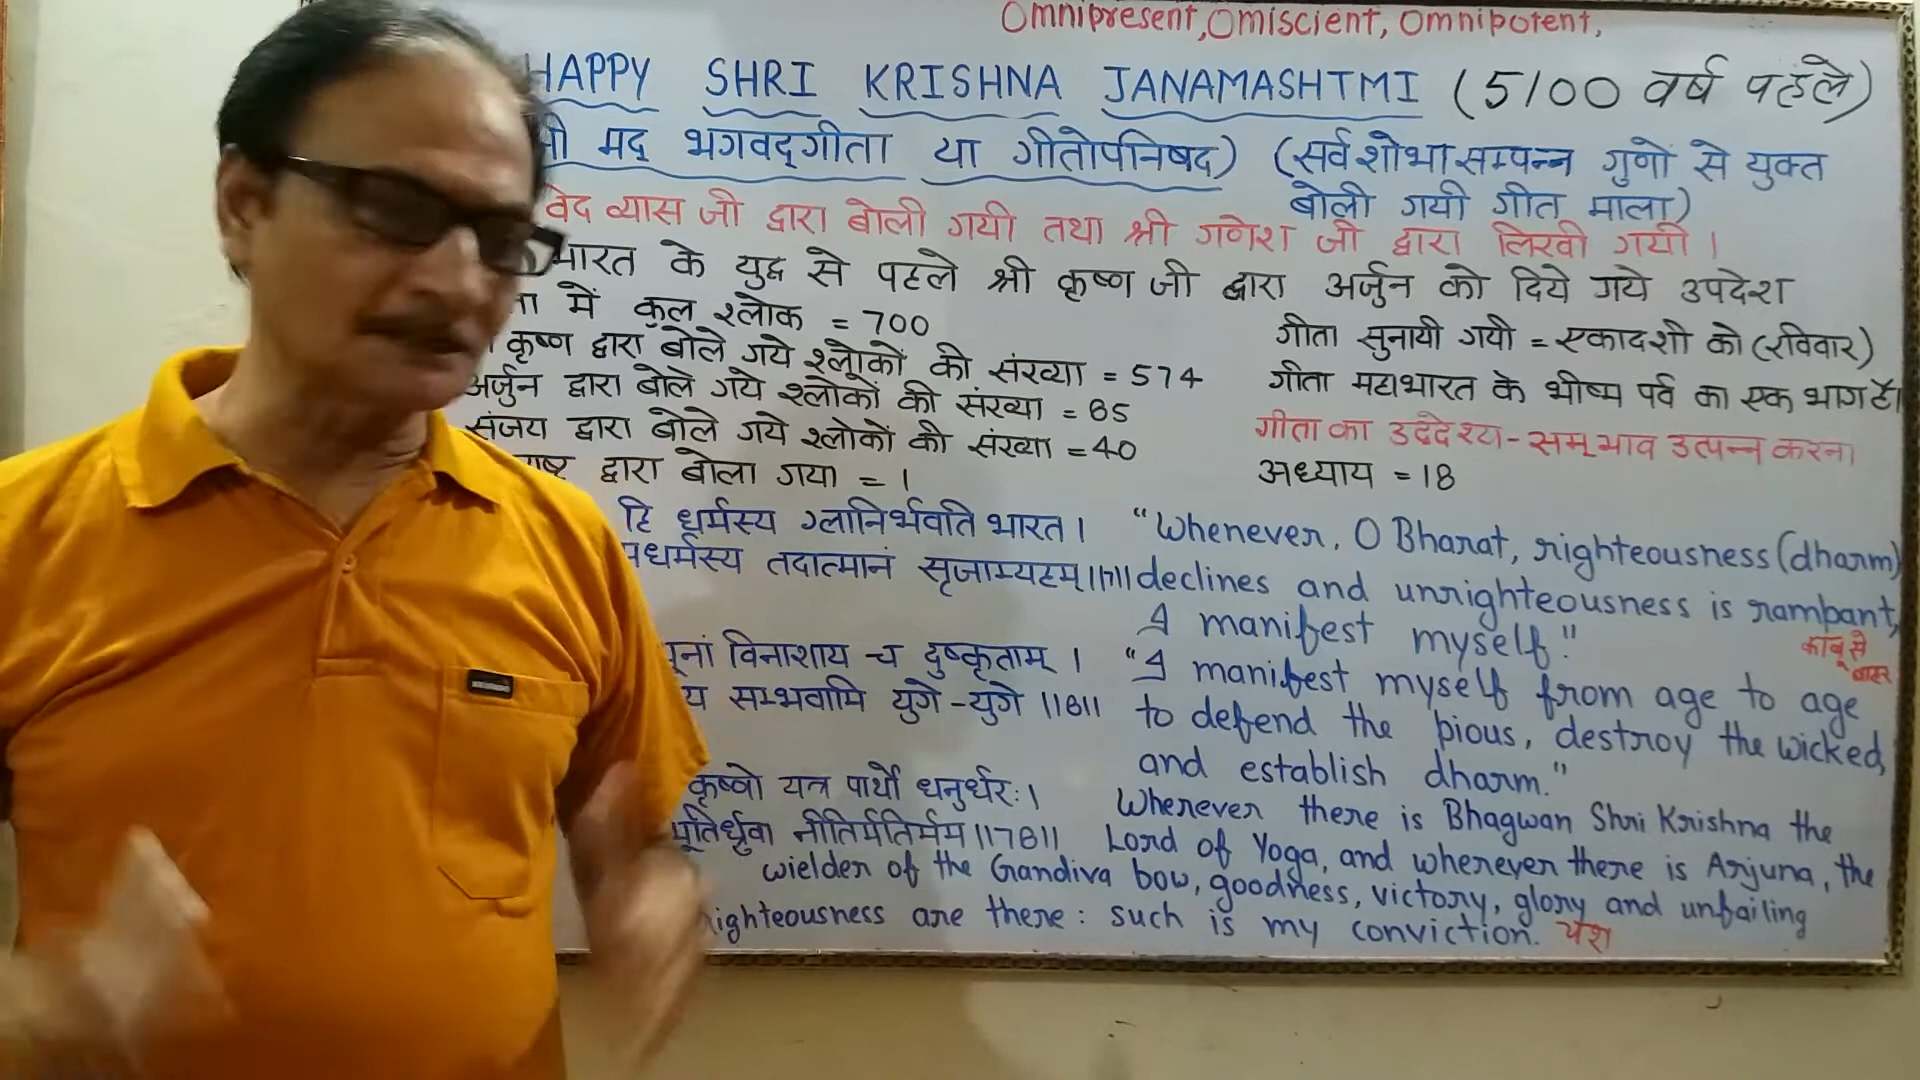 Omnipresent, Omiscient, Omnipotent,
HAPPY SHRI KRISHNA JANAMASHTMI (5100 वर्ष पहले)
मद् भगवद्गीता या गीतोपनिषद) (सर्व शोभा सम्पन्न गुणों से युक्त
बोली गयी गीत माला)
वेद व्यास जी द्वारा बोली गयी तथा श्री गणेश जी द्वारा लिखी गयी ।
भारत के युद्ध से पहले श्री कृष्ण जी द्वारा अर्जुन को दिये गये उपदेश
में कुल श्लोक = 700
गीता सुनायी गयी = एकादशी को (रविवार)
कृष्ण द्वारा बोले गये श्लोकों की संख्या = 574
गीता महाभारत के भीष्म पर्व का एक भाग है।
अर्जुन द्वारा बोले गये श्लोकों की संख्या = 85
गीता का उद्देश्य - समभाव उत्पन्न करना
संजय द्वारा बोले गये श्लोकों की संख्या = 40
द्वारा बोला गया = 1
अध्याय = 18
हि धर्मस्य ग्लानिर्भवति भारत ।
धर्मस्य तदात्मानं सृजाम्यहम् ॥7॥
"Whenever, O Bharat, righteousness (dharm)
declines and unrighteousness is rampant,
I manifest myself."
काबू से
बाहर
विनाशाय च दुष्कृताम् ।
सम्भवामि युगे-युगे ॥8॥
"I manifest myself from age to age
to defend the pious, destroy the wicked,
and establish dharm."
कृष्णो यत्र पार्थो धनुर्धरः ।
र्ध्रुवा नीतिर्मतिर्मम ॥78॥
Wherever there is Bhagwan Shri Krishna the
Lord of Yoga, and wherever there is Arjuna, the
wielder of the Gandiva bow, goodness, victory, glory and unfailing
righteousness are there: such is my conviction. यश